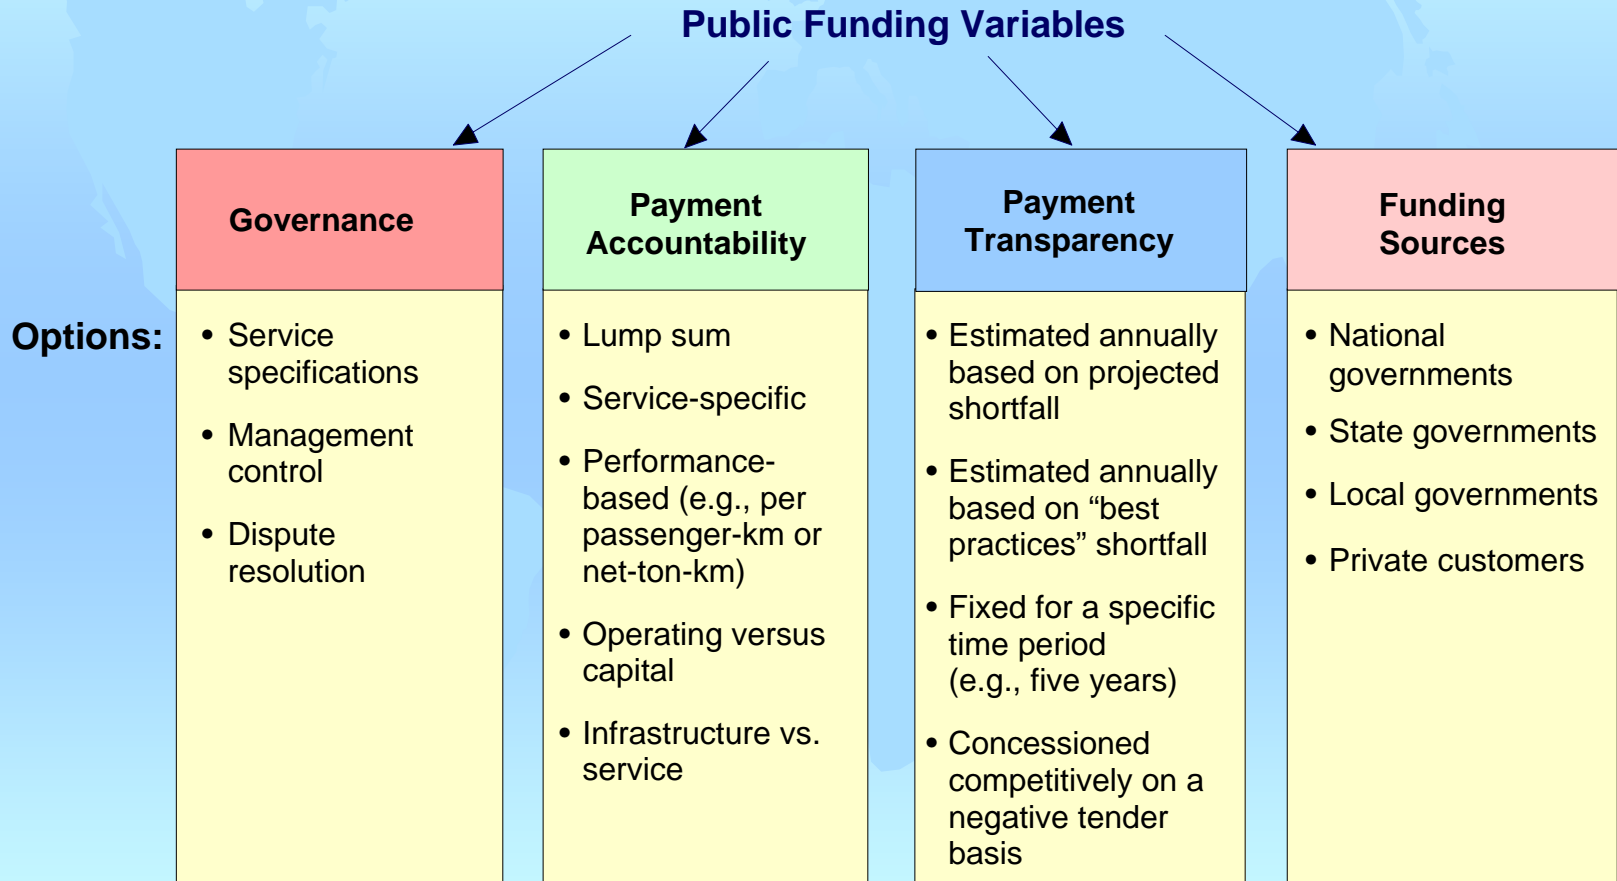 Public Funding Variables
Governance
Payment
Accountability
Payment
Transparency
Funding
Sources
Options:
• Service
specifications
• Management
control
• Dispute
resolution
• Lump sum
• Service-specific
• Performance-
based (e.g., per
passenger-km or
net-ton-km)
• Operating versus
capital
• Infrastructure vs.
service
• Estimated annually
based on projected
shortfall
• Estimated annually
based on “best
practices” shortfall
• Fixed for a specific
time period
(e.g., five years)
• Concessioned
competitively on a
negative tender
basis
• National
governments
• State governments
• Local governments
• Private customers